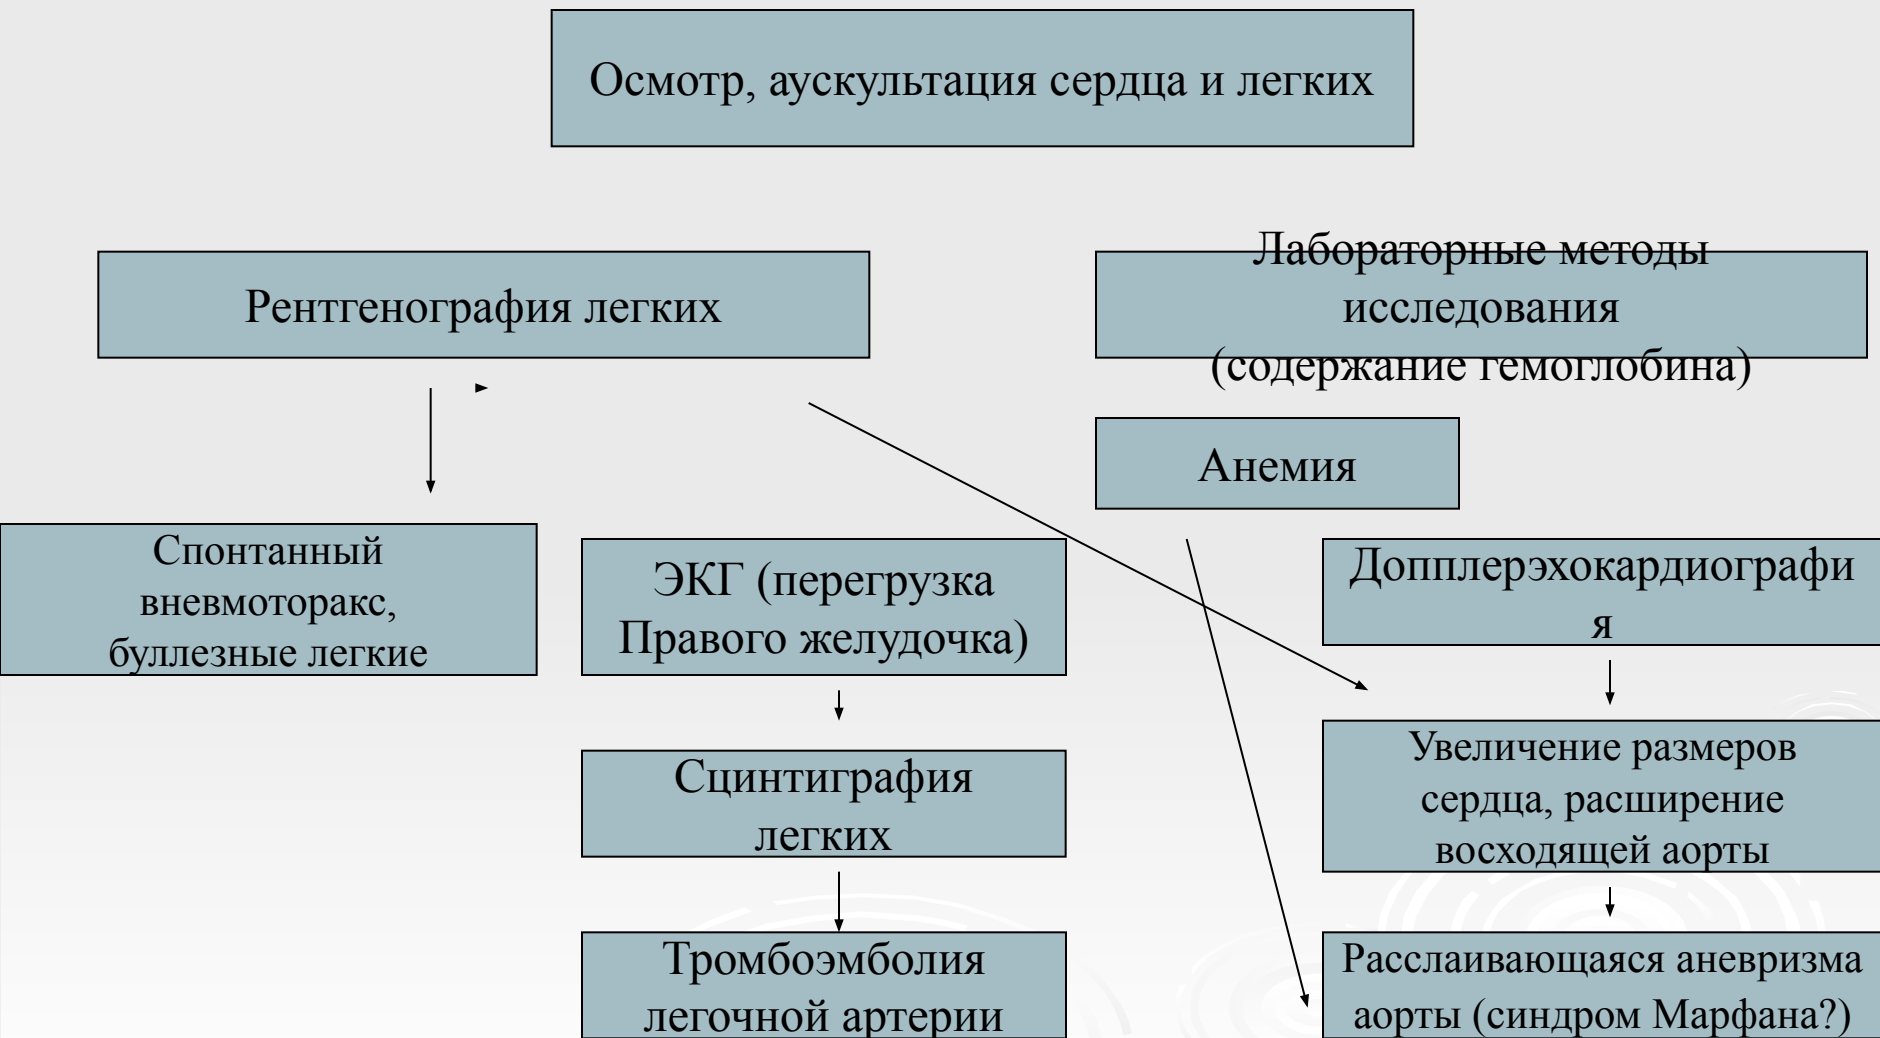 Осмотр, аускультация сердца и легких
Рентгенография легких
Лабораторные методы
исследования
(содержание гемоглобина)
Анемия
Спонтанный
вневмоторакс,
буллезные легкие
ЭКГ (перегрузка
Правого желудочка)
Допплерэхокардиографи
я
Сцинтиграфия
легких
Увеличение размеров
сердца, расширение
восходящей аорты
Тромбоэмболия
легочной артерии
Расслаивающаяся аневризма
аорты (синдром Марфана?)